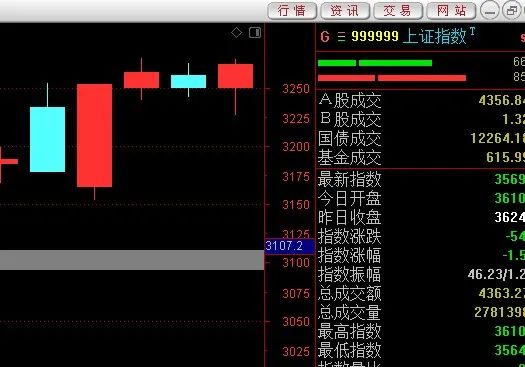 行情 资讯 交易 网站
G 三 999999 上证指数 T
66
85
3250
3225
3200
3175
3150
3125
3107.2
3100
3075
3050
3025
A股成交 4356.84
B股成交 1.32
国债成交 12264.18
基金成交 615.99
最新指数 3569
今日开盘 3610
昨日收盘 3624
指数涨跌 -54
指数涨幅 -1.5
指数振幅 46.23/1.2
总成交额 4363.27
总成交量 2781398
最高指数 3610
最低指数 3564
指数量比